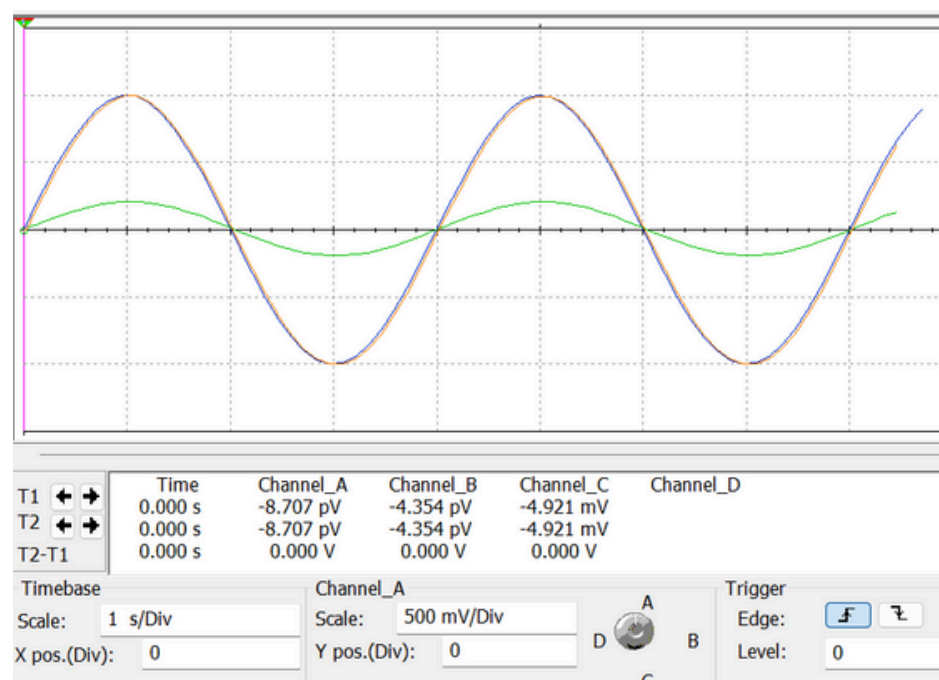 Time Channel_A Channel_B Channel_C Channel_D
T1 0.000 s -8.707 pV -4.354 pV -4.921 mV
T2 0.000 s -8.707 pV -4.354 pV -4.921 mV
T2-T1 0.000 s 0.000 V 0.000 V 0.000 V
Timebase Channel_A Trigger
Scale: 1 s/Div Scale: 500 mV/Div A Edge:
D B
X pos.(Div): 0 Y pos.(Div): 0 Level: 0